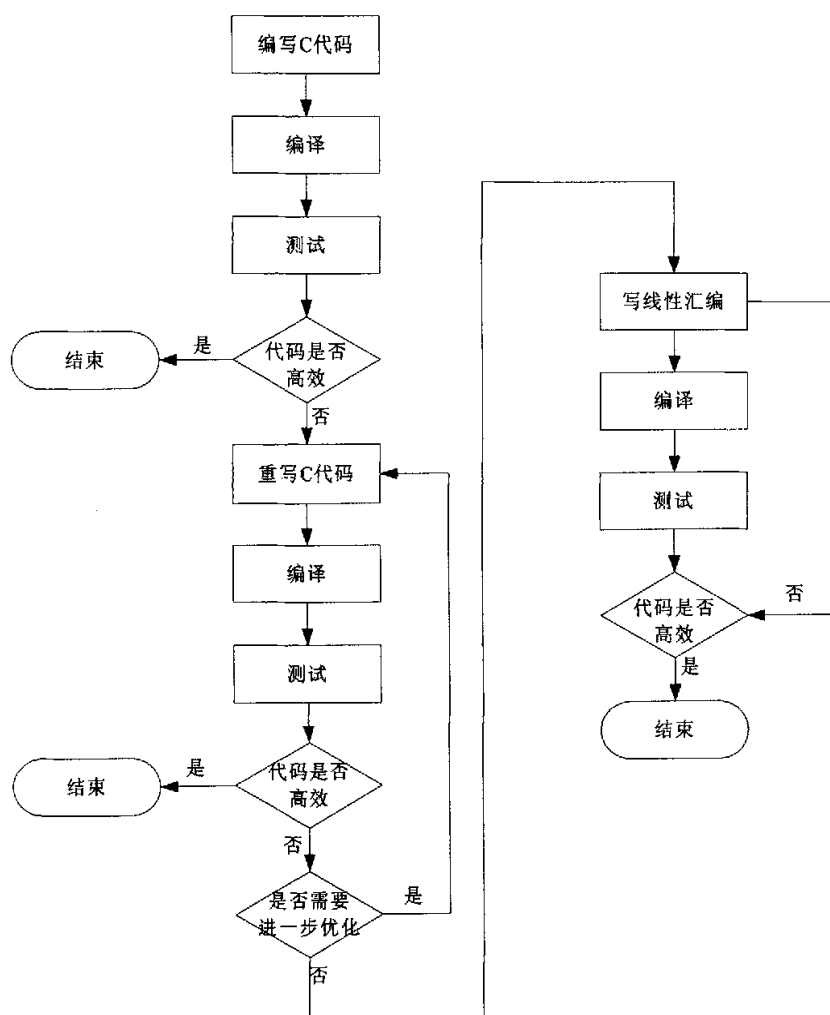 编写C代码
编译
测试
代码是否
高效
是
结束
否
重写C代码
编译
测试
代码是否
高效
是
结束
否
是否需要
进一步优化
是
否
写线性汇编
编译
测试
代码是否
高效
否
是
结束